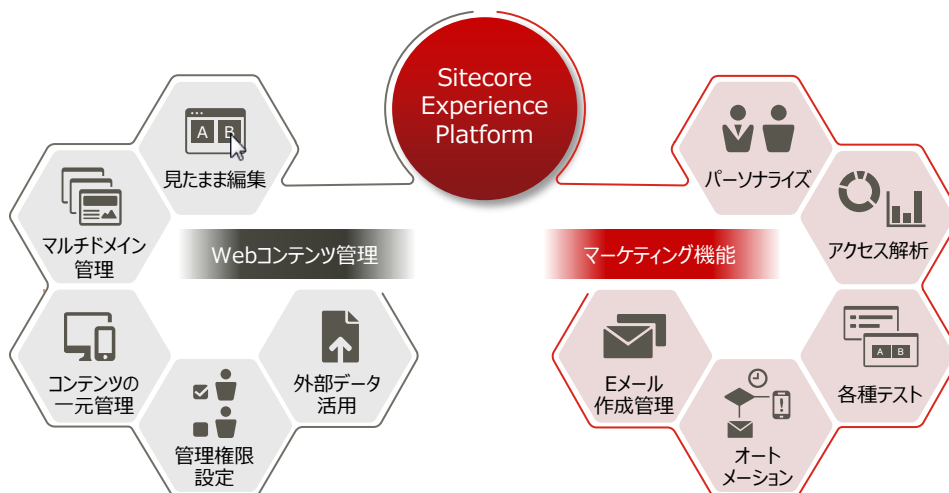 Sitecore
Experience
Platform
Webコンテンツ管理
A B
見たまま編集
マルチドメイン
管理
コンテンツの
一元管理
管理権限
設定
外部データ
活用
マーケティング機能
パーソナライズ
アクセス解析
A B
各種テスト
オート
メーション
Eメール
作成管理